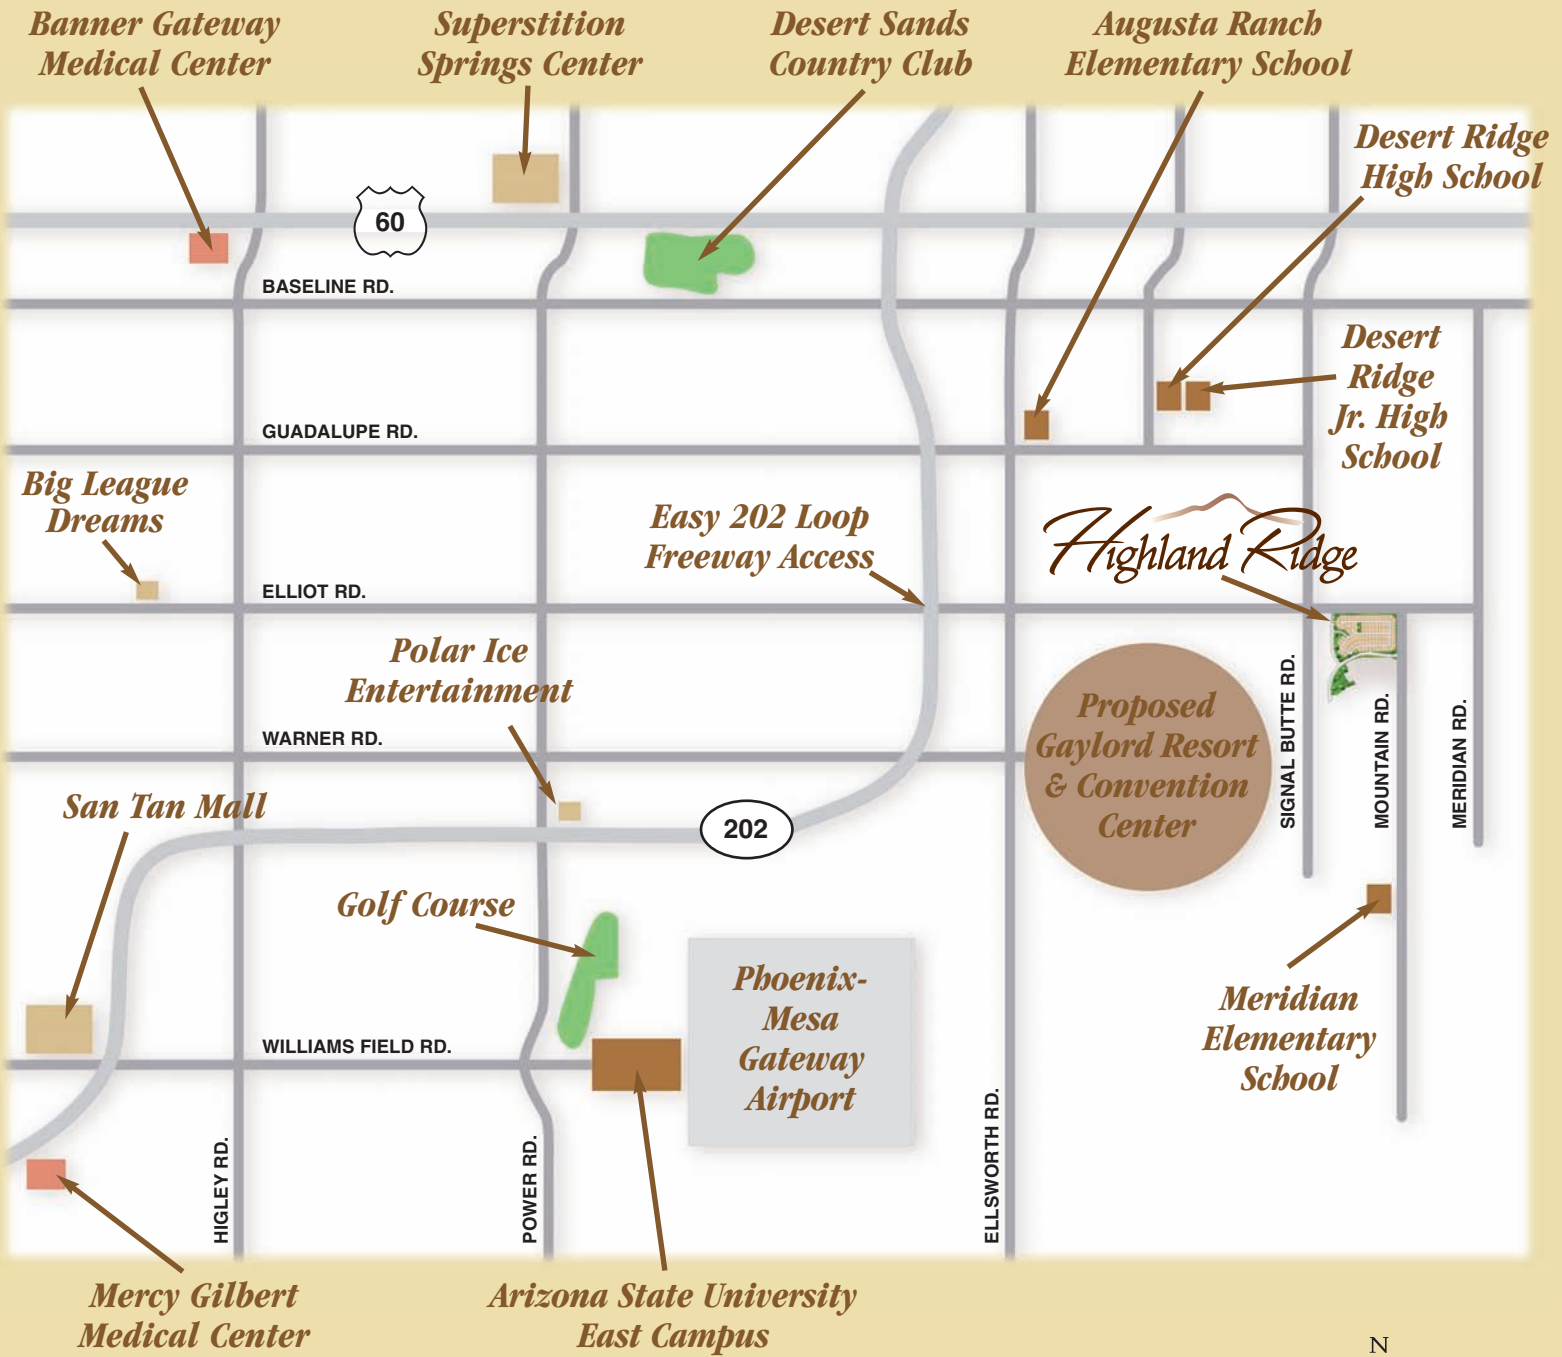 Banner Gateway
Medical Center
Superstition
Springs Center
Desert Sands
Country Club
Augusta Ranch
Elementary School
Desert Ridge
High School
60
BASELINE RD.
Desert
Ridge
Jr. High
School
GUADALUPE RD.
Big League
Dreams
Easy 202 Loop
Freeway Access
Highland Ridge
ELLIOT RD.
Polar Ice
Entertainment
Proposed
Gaylord Resort
& Convention
Center
SIGNAL BUTTE RD.
MOUNTAIN RD.
MERIDIAN RD.
WARNER RD.
San Tan Mall
202
Golf Course
Phoenix-
Mesa
Gateway
Airport
Meridian
Elementary
School
WILLIAMS FIELD RD.
HIGLEY RD.
POWER RD.
ELLSWORTH RD.
Mercy Gilbert
Medical Center
Arizona State University
East Campus
N